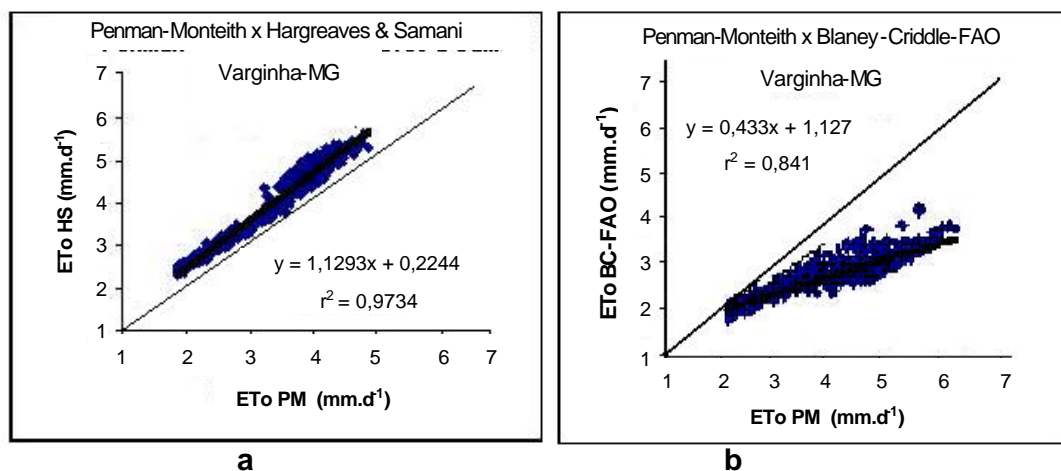 Penman-Monteith x Hargreaves & Samani
Varginha-MG
7
6
5
4
3
2
1
ETo HS (mm.d-1)
y = 1,1293x + 0,2244
r2 = 0,9734
1 2 3 4 5 6 7
ETo PM (mm.d-1)
a
Penman-Monteith x Blaney-Criddle-FAO
Varginha-MG
7
6
5
4
3
2
1
ETo BC-FAO (mm.d-1)
y = 0,433x + 1,127
r2 = 0,841
1 2 3 4 5 6 7
ETo PM (mm.d-1)
b